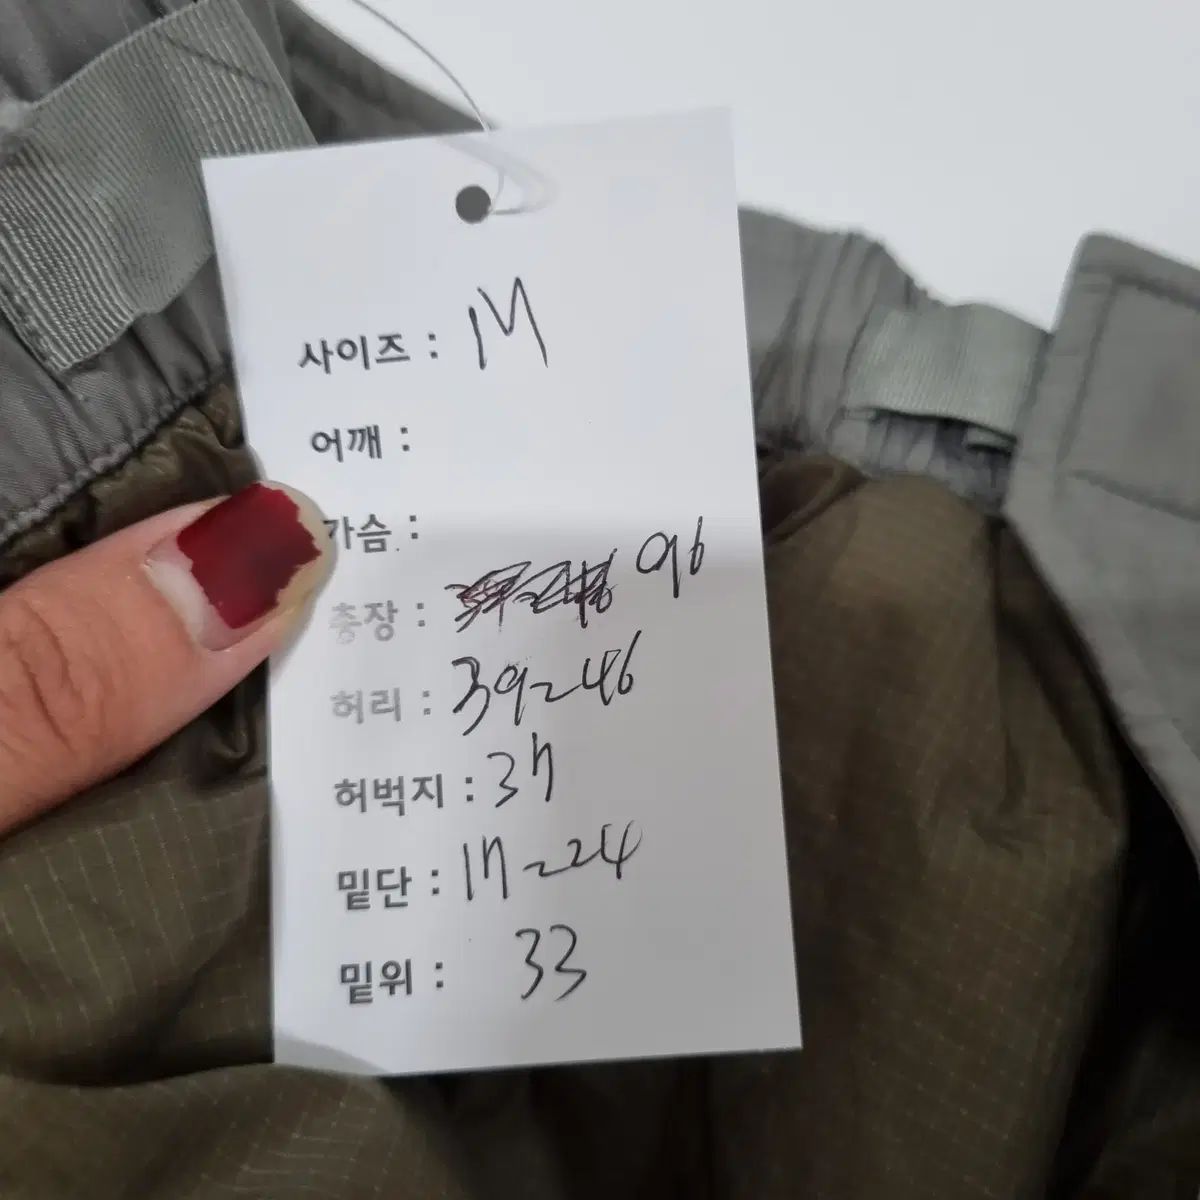 사이즈 : M
어깨 :
가슴 :
총장 : 96
허리 : 39~46
허벅지 : 37
밑단 : 17~24
밑위 : 33